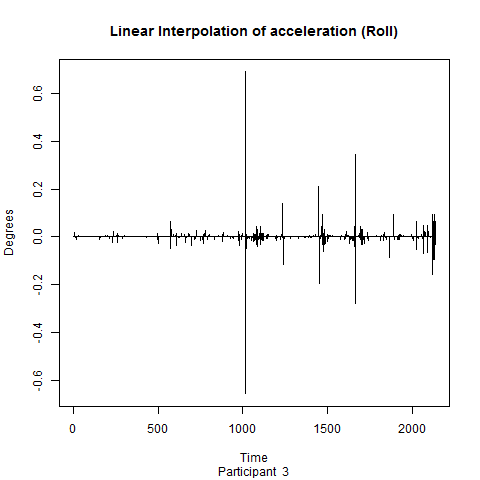 Linear Interpolation of acceleration (Roll)
Degrees
0.6
0.4
0.2
0.0
-0.2
-0.4
-0.6
0 500 1000 1500 2000
Time
Participant 3